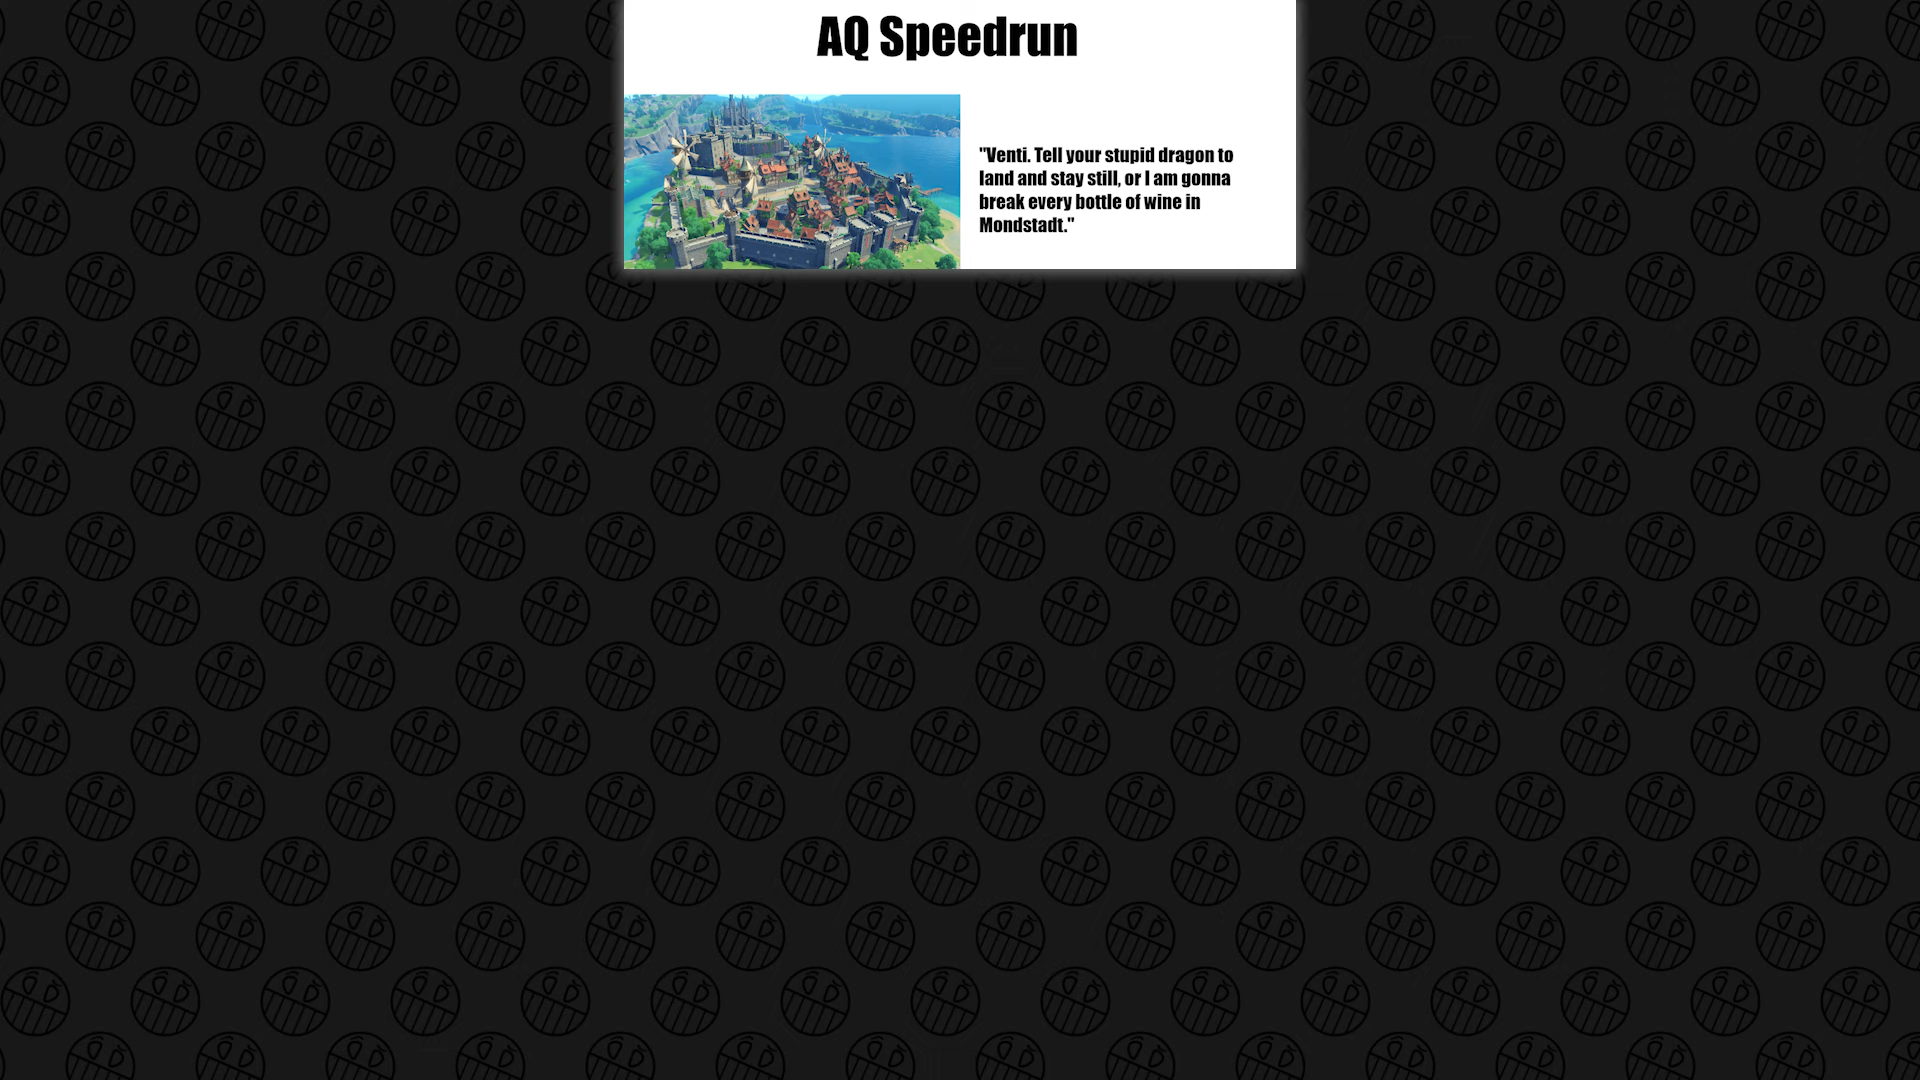 AQ Speedrun
"Venti. Tell your stupid dragon to
land and stay still, or I am gonna
break every bottle of wine in
Mondstadt."